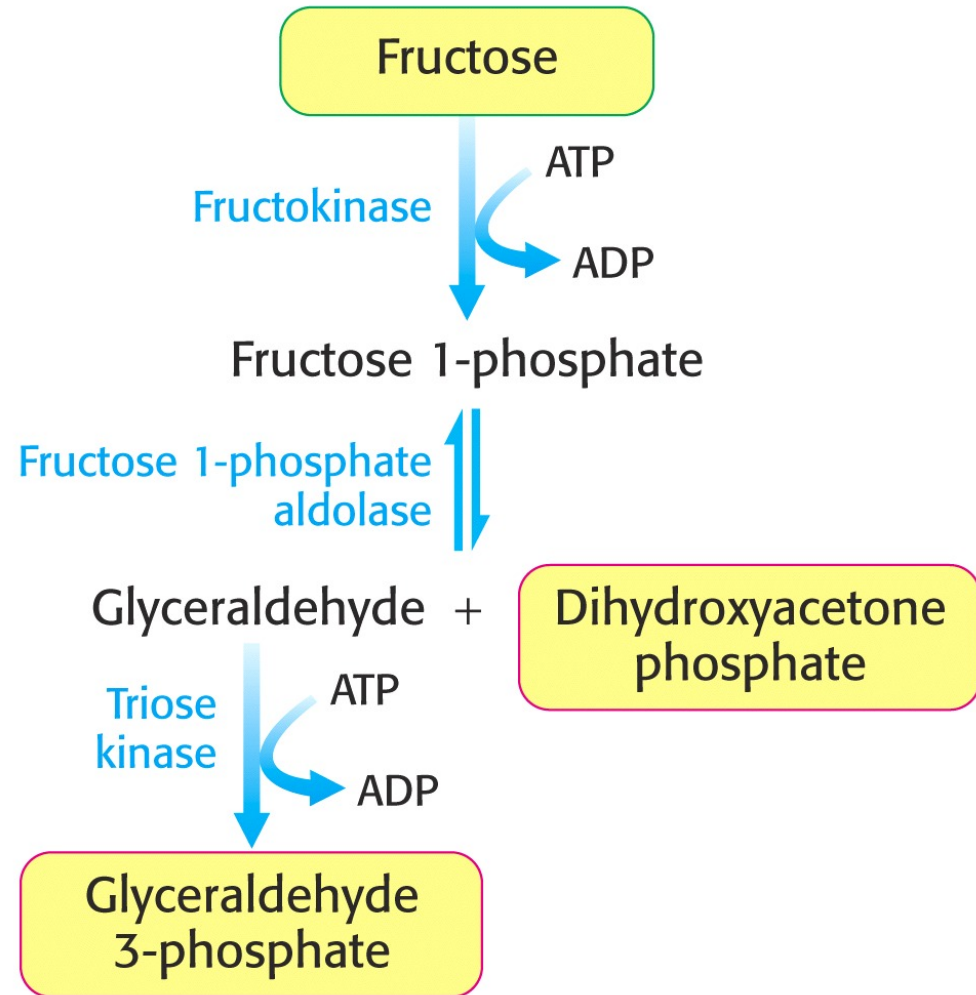 Fructose
ATP
Fructokinase
ADP
Fructose 1-phosphate
Fructose 1-phosphate
aldolase
Glyceraldehyde + Dihydroxyacetone
phosphate
ATP
Triose
kinase
ADP
Glyceraldehyde
3-phosphate